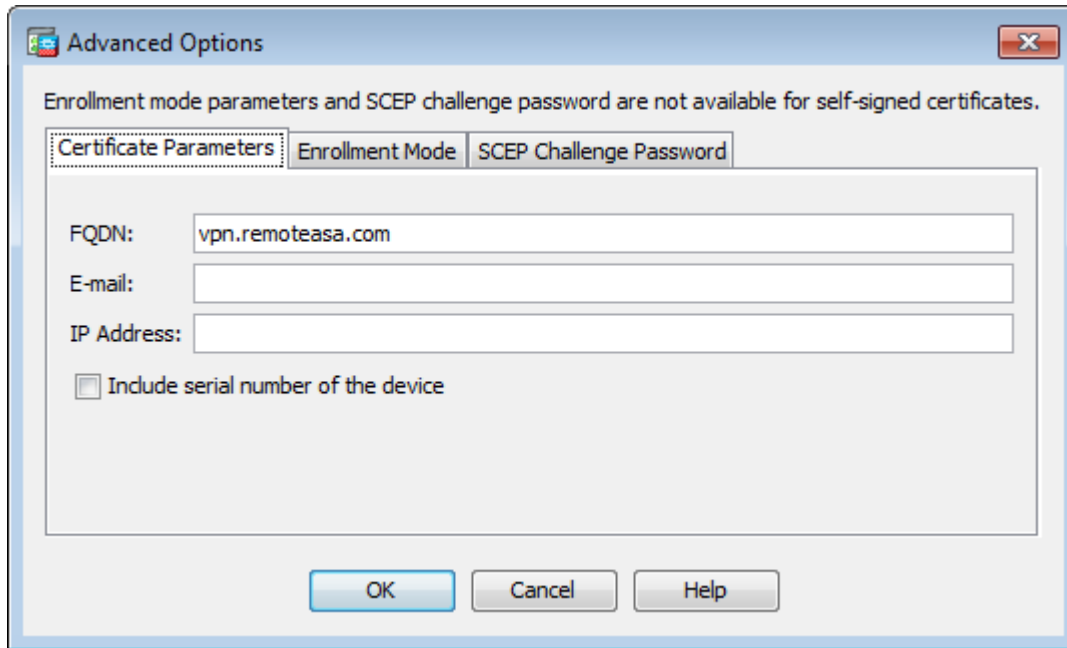 Advanced Options
Enrollment mode parameters and SCEP challenge password are not available for self-signed certificates.
Certificate Parameters Enrollment Mode SCEP Challenge Password
FQDN: vpn.remoteasa.com
E-mail:
IP Address:
Include serial number of the device
OK Cancel Help